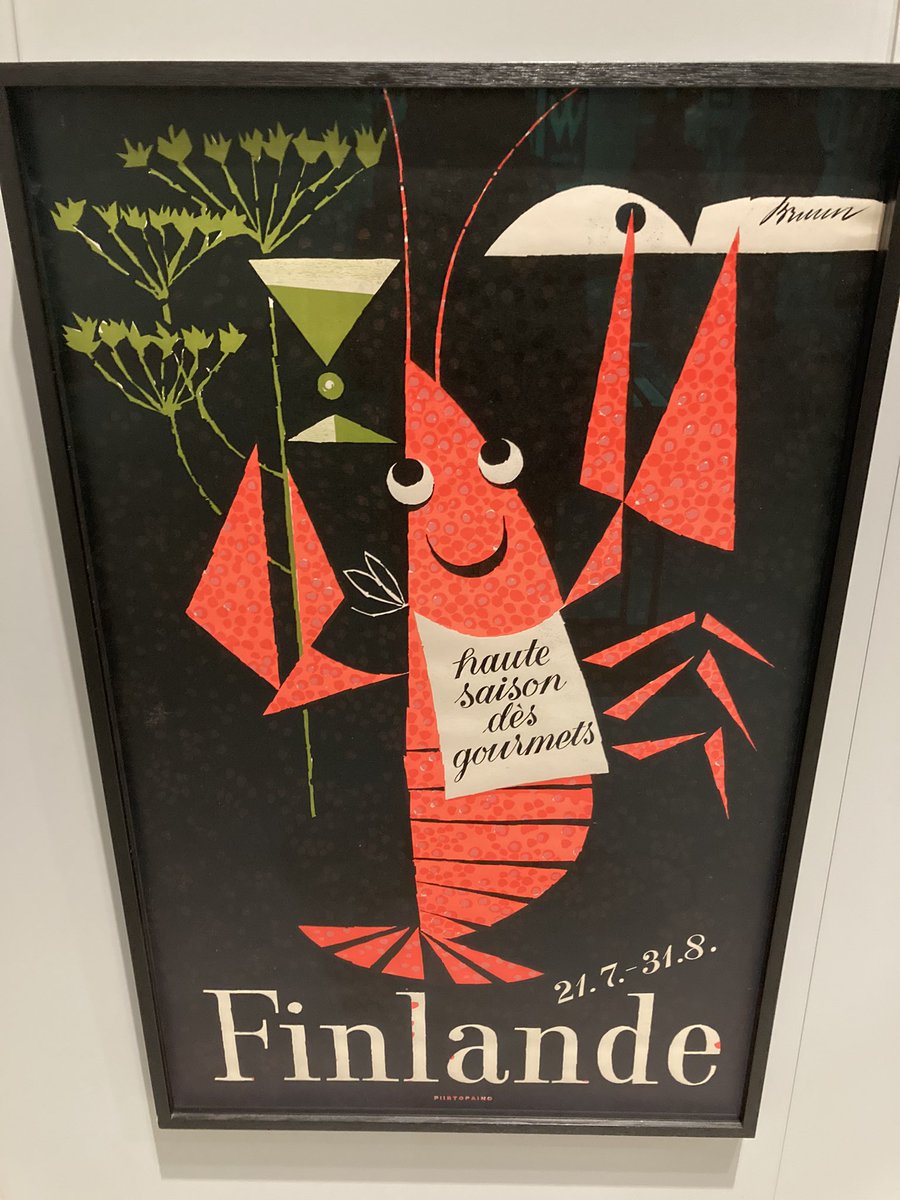 Bruun
haute
saison
dès
gourmets
21.7.-31.8.
Finlande
PIIRTOPAINO